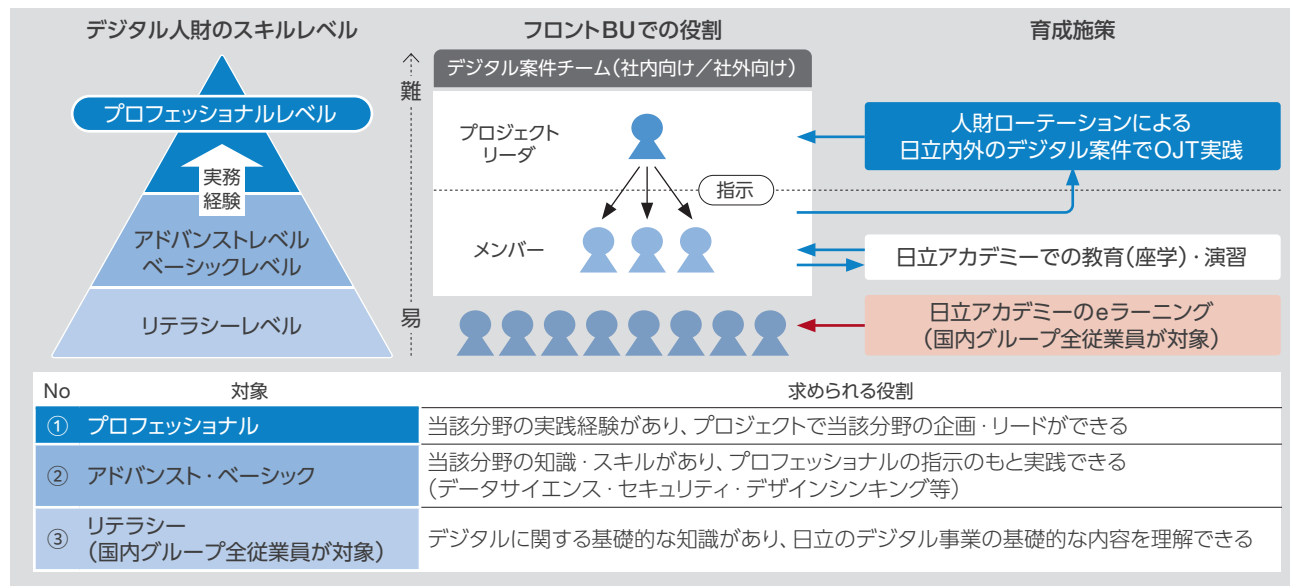 デジタル人財のスキルレベル
フロントBUでの役割
育成施策
プロフェッショナルレベル
実務
経験
アドバンストレベル
ベーシックレベル
リテラシーレベル
難
易
デジタル案件チーム(社内向け/社外向け)
プロジェクト
リーダ
指示
メンバー
人財ローテーションによる
日立内外のデジタル案件でOJT実践
日立アカデミーでの教育(座学)・演習
日立アカデミーのeラーニング
(国内グループ全従業員が対象)
No 対象 求められる役割
① プロフェッショナル 当該分野の実践経験があり、プロジェクトで当該分野の企画・リードができる
② アドバンスト・ベーシック 当該分野の知識・スキルがあり、プロフェッショナルの指示のもと実践できる
(データサイエンス・セキュリティ・デザインシンキング等)
③ リテラシー
(国内グループ全従業員が対象) デジタルに関する基礎的な知識があり、日立のデジタル事業の基礎的な内容を理解できる